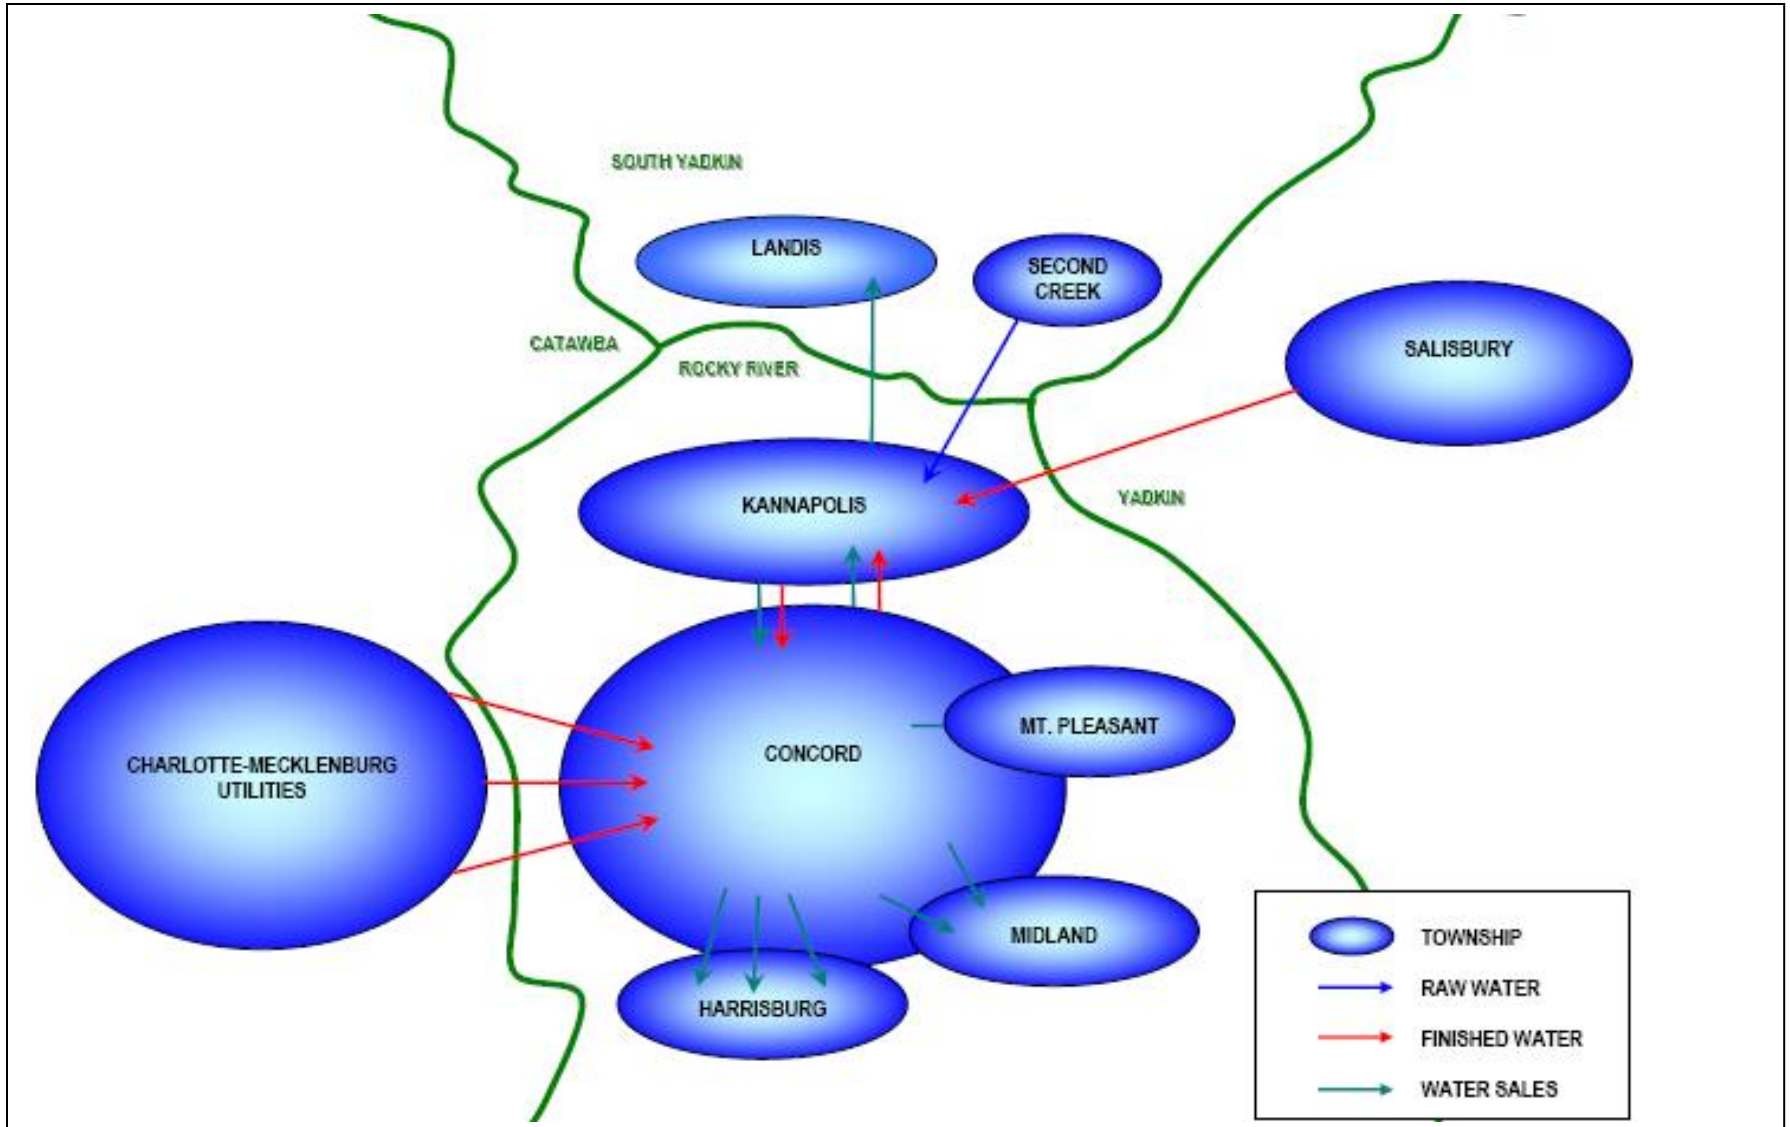 SOUTH YADKIN
LANDIS
SECOND
CREEK
CATAWBA
ROCKY RIVER
SALISBURY
KANNAPOLIS
YADKIN
MT. PLEASANT
CONCORD
CHARLOTTE-MECKLENBURG
UTILITIES
MIDLAND
HARRISBURG
TOWNSHIP
RAW WATER
FINISHED WATER
WATER SALES